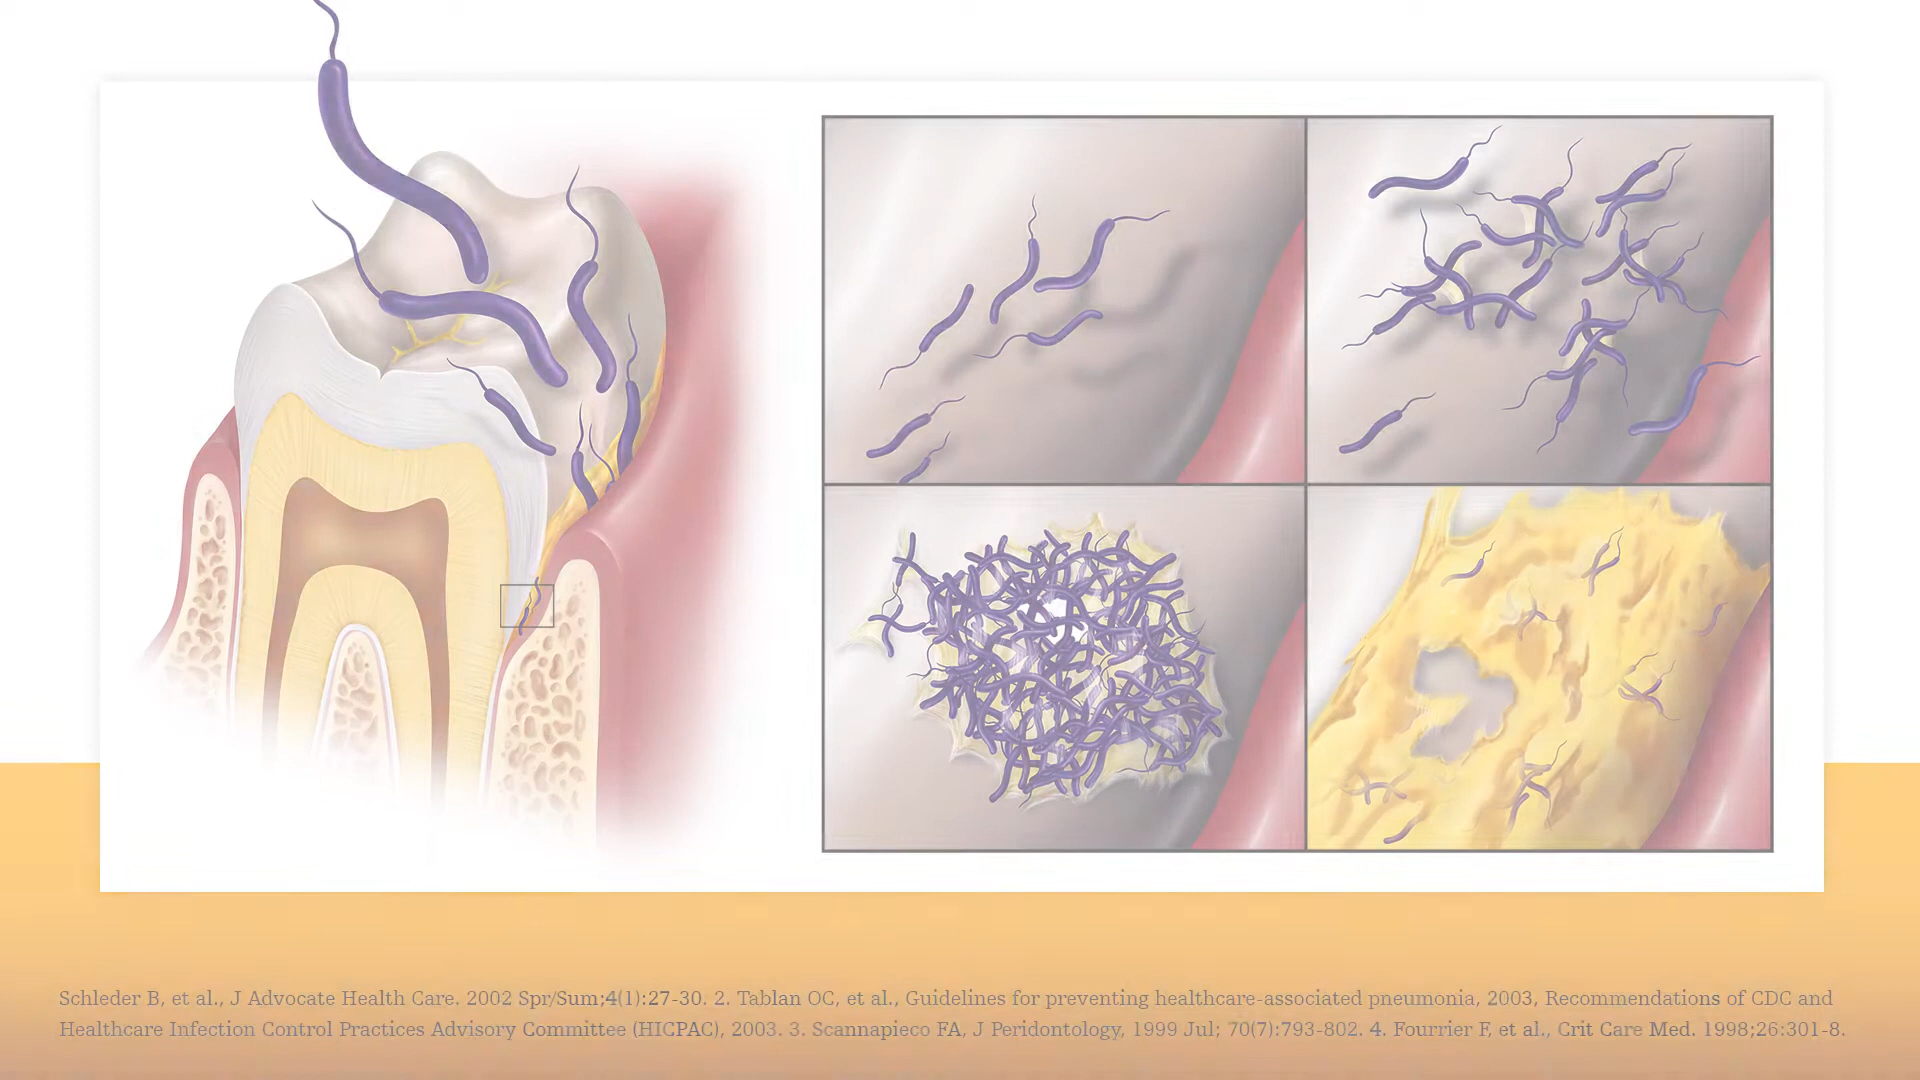 Schleder B, et al., J Advocate Health Care. 2002 Spr/Sum;4(1):27-30. 2. Tablan OC, et al., Guidelines for preventing healthcare-associated pneumonia, 2003, Recommendations of CDC and
Healthcare Infection Control Practices Advisory Committee (HICPAC), 2003. 3. Scannapieco FA, J Peridontology, 1999 Jul; 70(7):793-802. 4. Fourrier F, et al., Crit Care Med. 1998;26:301-8.